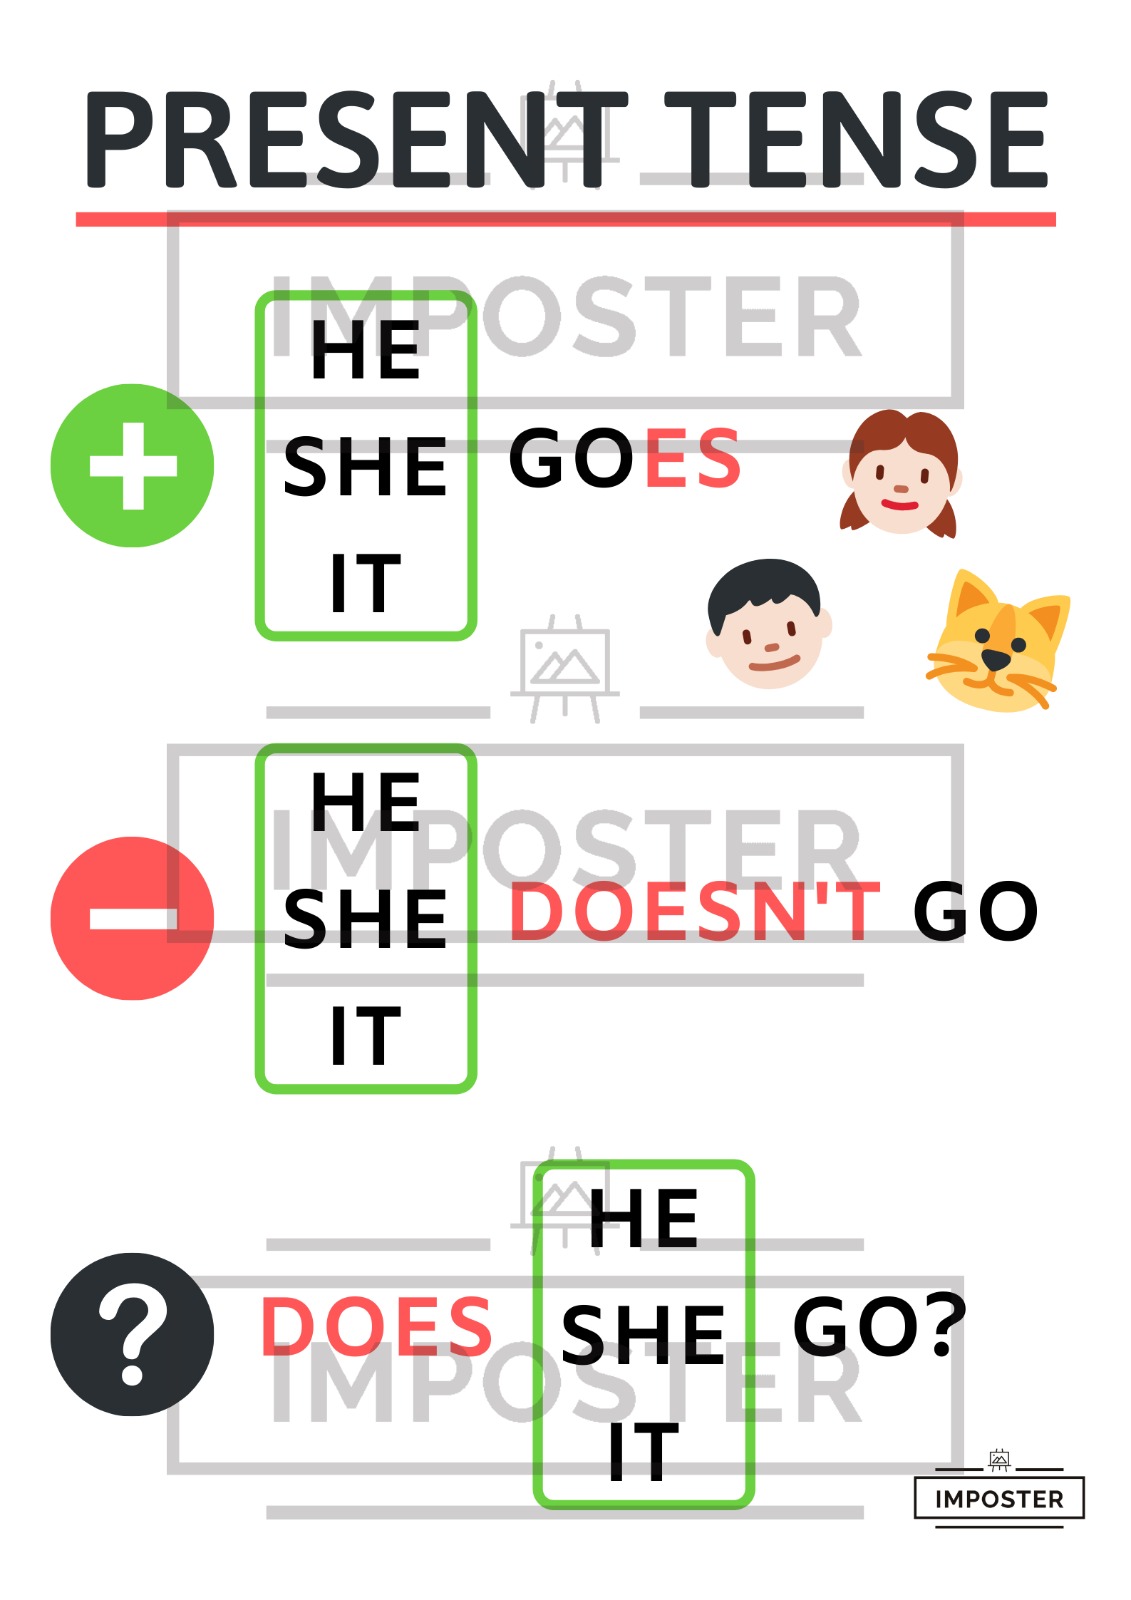 PRESENT TENSE
IMPOSTER
HE
SHE
IT
GOES
IMPOSTER
HE
SHE
IT
DOESN'T GO
DOES
HE
SHE
IT
GO?
IMPOSTER
IMPOSTER